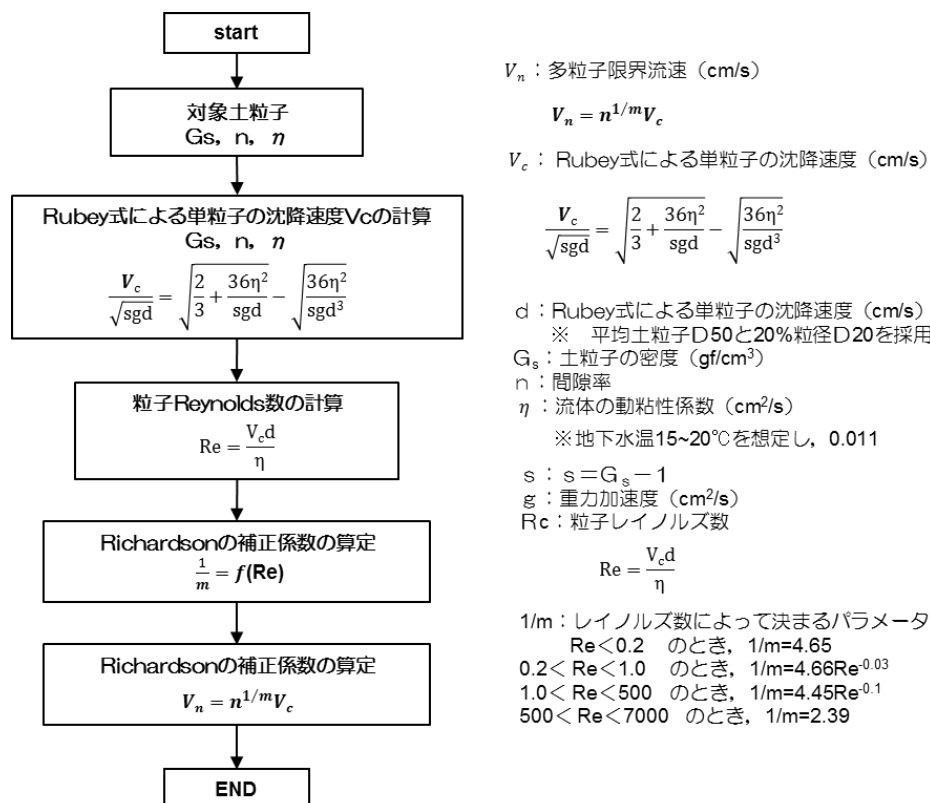 start
対象土粒子
Gs, n, η
Rubey式による単粒子の沈降速度Vcの計算
Gs, n, η
V_c/√sgd = √(2/3 + 36η²/sgd) − √(36η²/sgd³)
粒子Reynolds数の計算
Re = V_c d/η
Richardsonの補正係数の算定
1/m = f(Re)
Richardsonの補正係数の算定
V_n = n^{1/m}V_c
END
V_n：多粒子限界流速（cm/s）
V_n = n^{1/m}V_c
V_c：Rubey式による単粒子の沈降速度（cm/s）
V_c/√sgd = √(2/3 + 36η²/sgd) − √(36η²/sgd³)
d：Rubey式による単粒子の沈降速度（cm/s）
※ 平均土粒子D50と20%粒径D20を採用
G_s：土粒子の密度（gf/cm³）
n：間隙率
η：流体の動粘性係数（cm²/s）
※地下水温15~20℃を想定し，0.011
s：s＝G_s－1
g：重力加速度（cm²/s）
Rc：粒子レイノルズ数
Re = V_c d/η
1/m：レイノルズ数によって決まるパラメータ
Re＜0.2 のとき，1/m=4.65
0.2＜Re＜1.0 のとき，1/m=4.66Re^{-0.03}
1.0＜Re＜500 のとき，1/m=4.45Re^{-0.1}
500＜Re＜7000 のとき，1/m=2.39